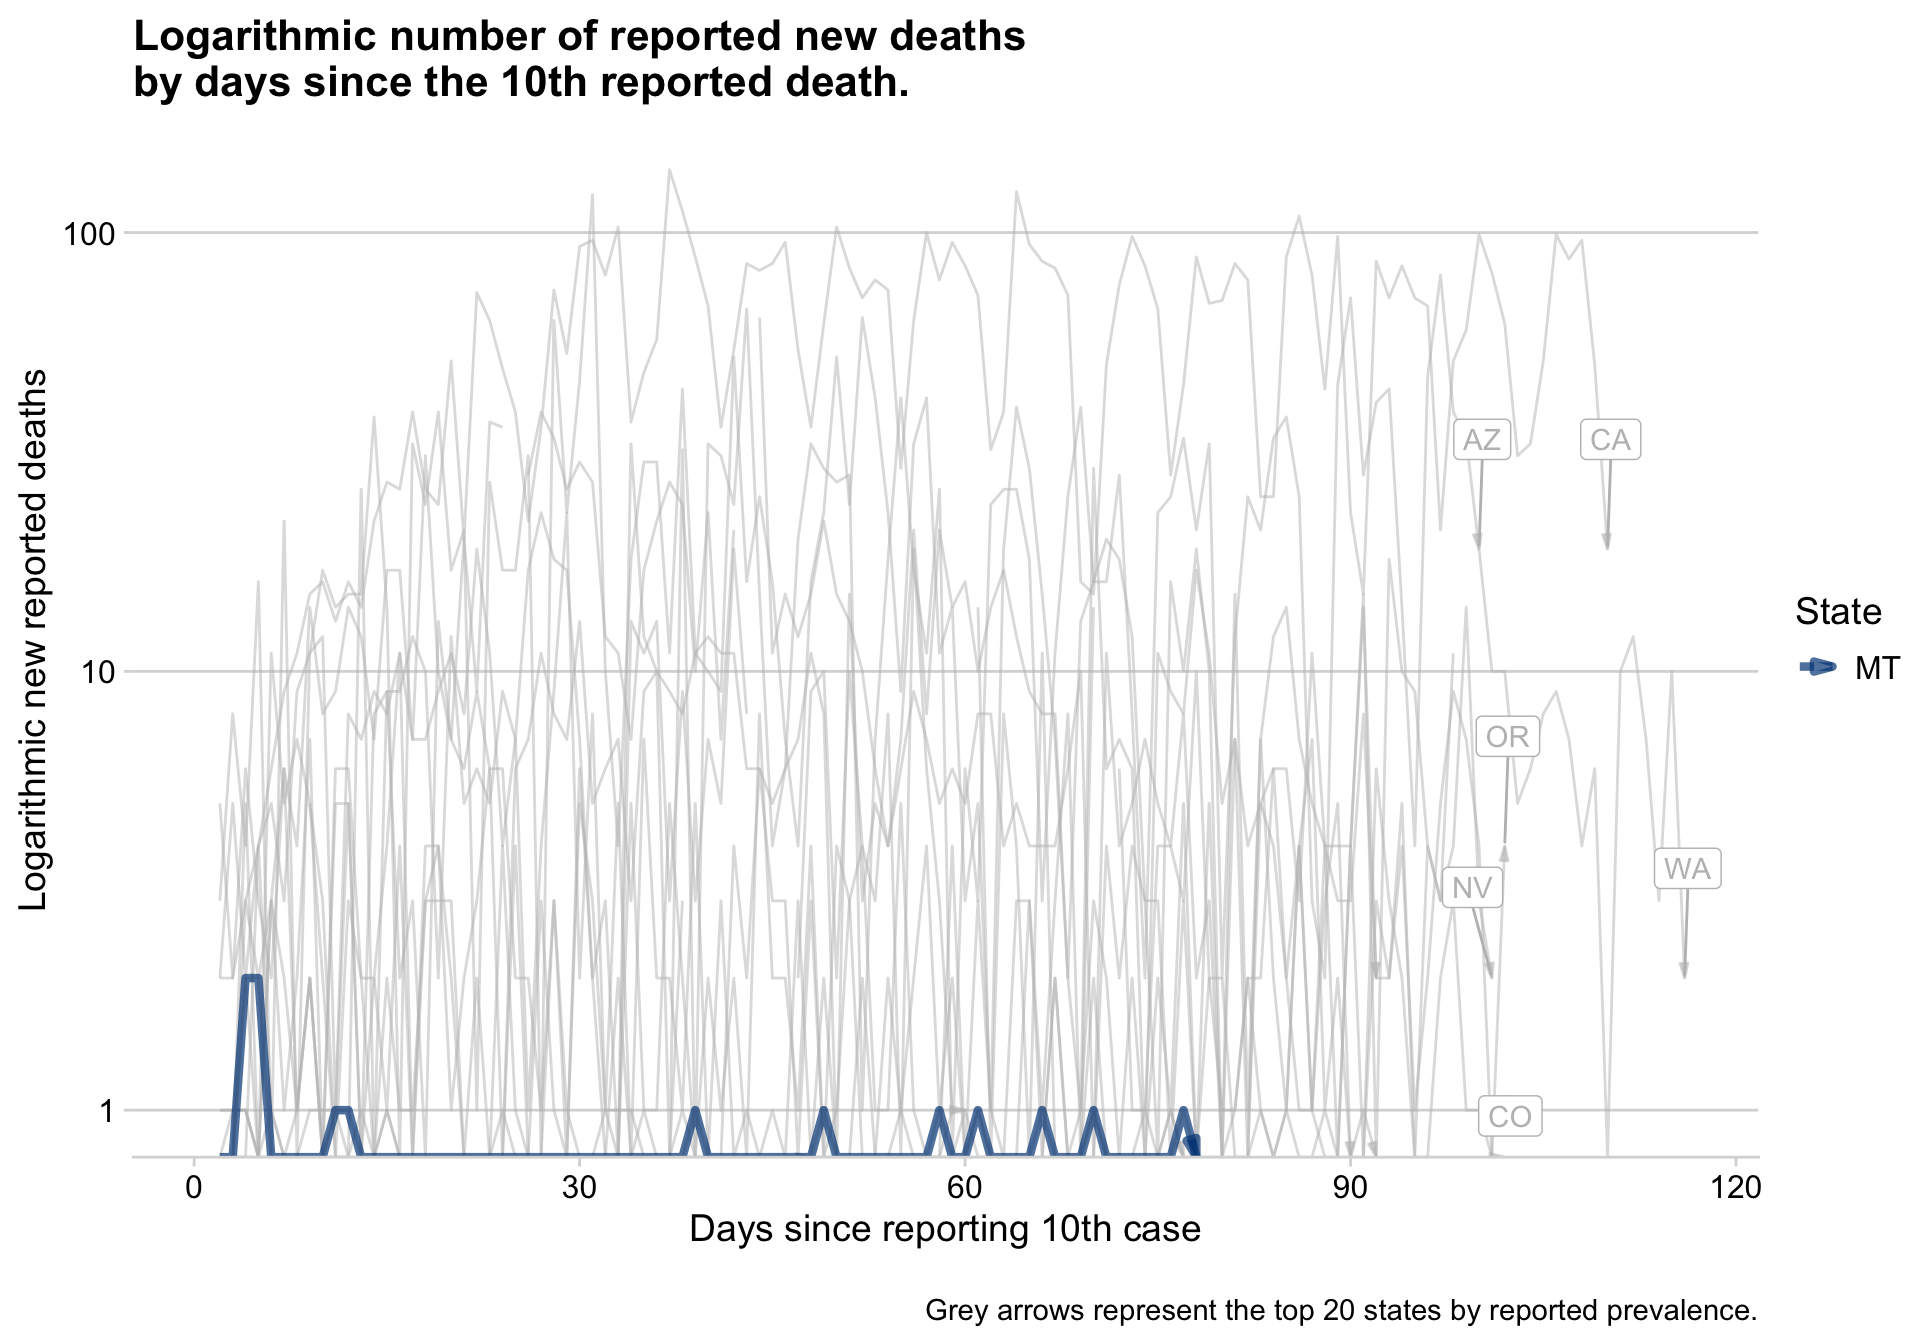 Logarithmic number of reported new deaths
by days since the 10th reported death.
Logarithmic new reported deaths
100
10
1
AZ
CA
OR
NV
WA
CO
State
MT
0
30
60
90
120
Days since reporting 10th case
Grey arrows represent the top 20 states by reported prevalence.